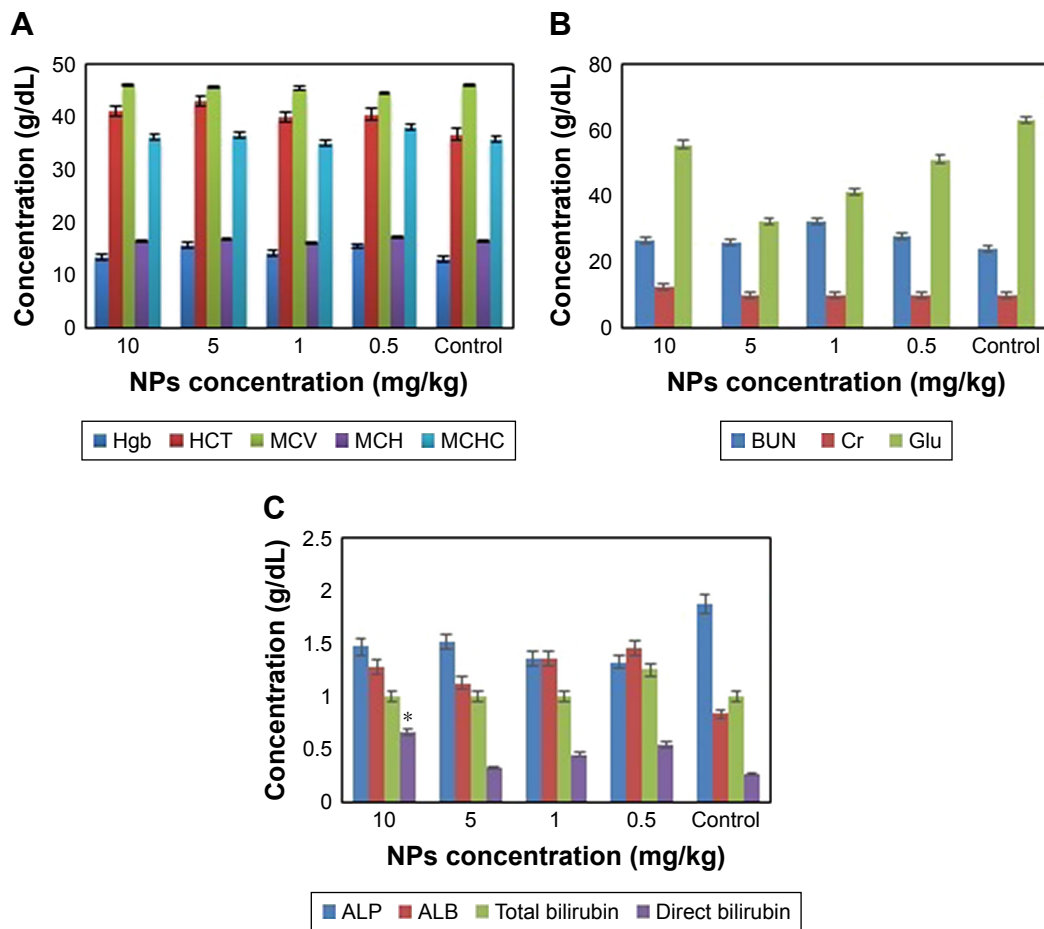 A
Concentration (g/dL)
50
40
30
20
10
0
10 5 1 0.5 Control
NPs concentration (mg/kg)
Hgb HCT MCV MCH MCHC
B
Concentration (g/dL)
80
60
40
20
0
10 5 1 0.5 Control
NPs concentration (mg/kg)
BUN Cr Glu
C
Concentration (g/dL)
2.5
2
1.5
1
0.5
0
*
10 5 1 0.5 Control
NPs concentration (mg/kg)
ALP ALB Total bilirubin Direct bilirubin